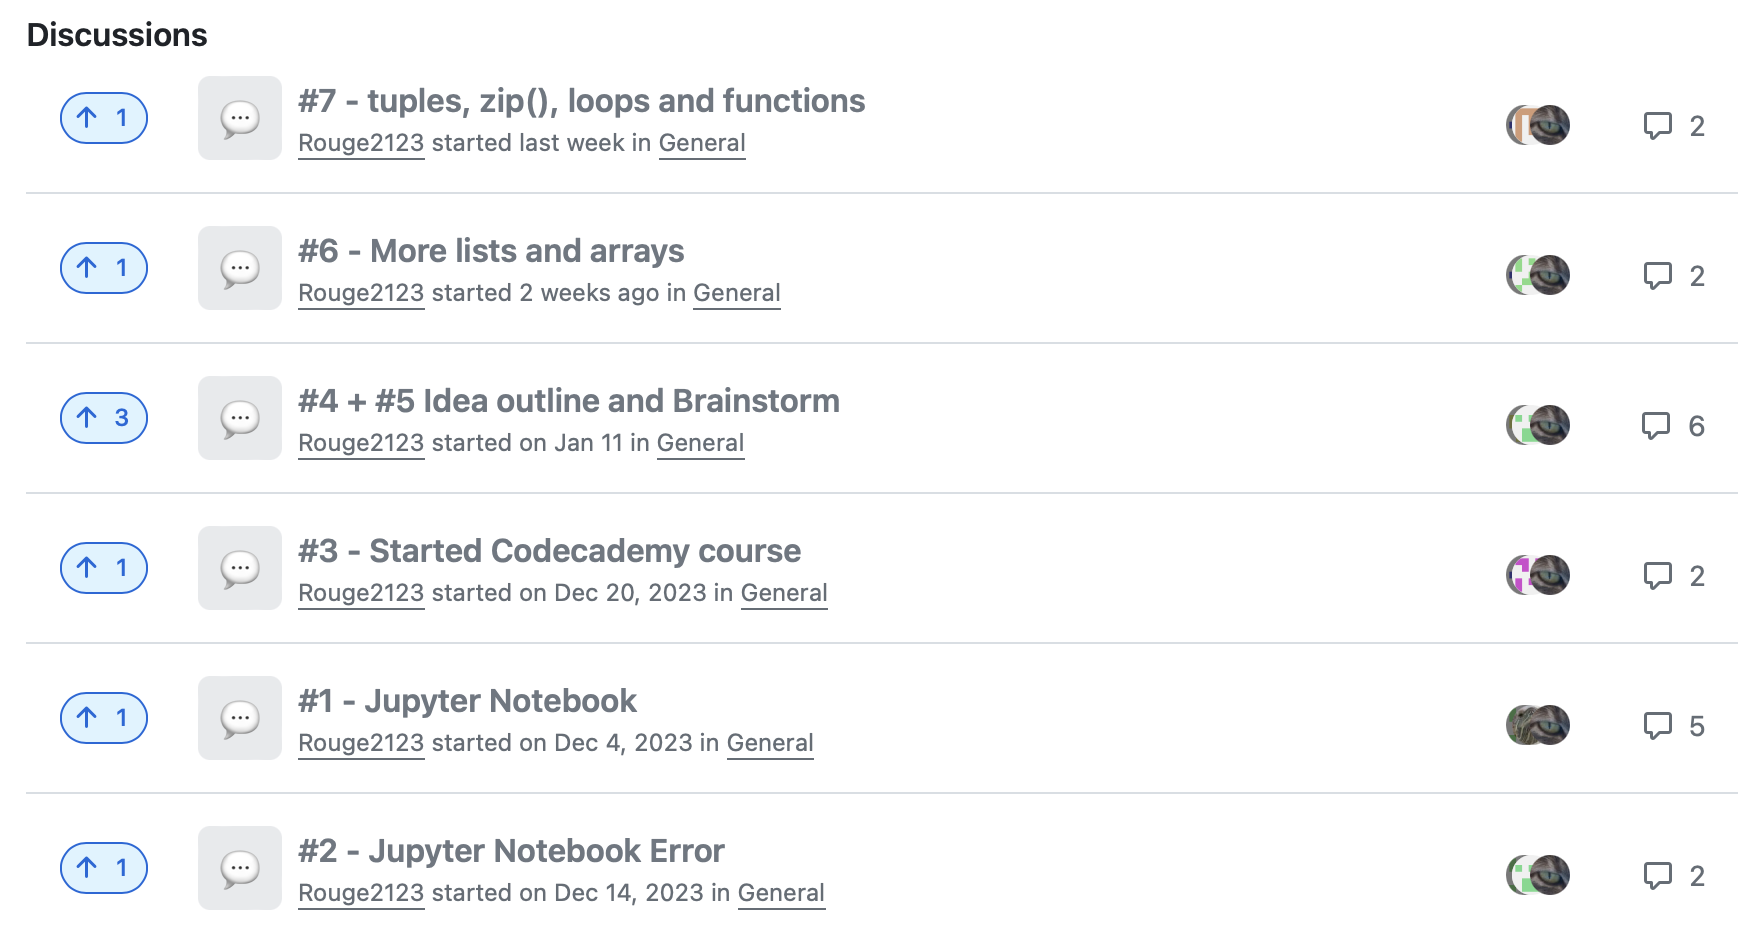 Discussions
1
#7 - tuples, zip(), loops and functions
Rouge2123 started last week in General
2
1
#6 - More lists and arrays
Rouge2123 started 2 weeks ago in General
2
3
#4 + #5 Idea outline and Brainstorm
Rouge2123 started on Jan 11 in General
6
1
#3 - Started Codecademy course
Rouge2123 started on Dec 20, 2023 in General
2
1
#1 - Jupyter Notebook
Rouge2123 started on Dec 4, 2023 in General
5
1
#2 - Jupyter Notebook Error
Rouge2123 started on Dec 14, 2023 in General
2